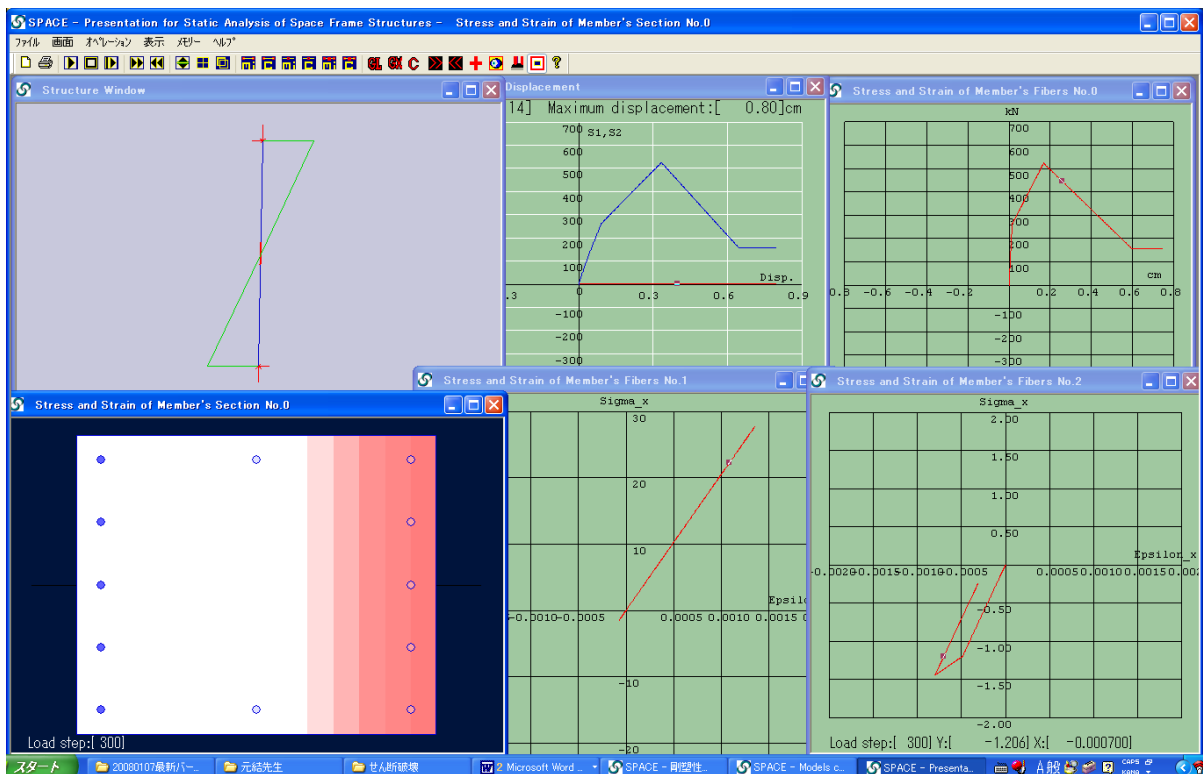 SPACE - Presentation for Static Analysis of Space Frame Structures - Stress and Strain of Member's Section No.0
ファイル 画面 オペレーション 表示 メモリー ヘルプ
GL GX C
Structure Window
Displacement
14] Maximum displacement:[ 0.80]cm
700 S1,S2
600
500
400
300
200
100
Disp.
.3 0 0.3 0.6 0.9
-100
-200
-300
Stress and Strain of Member's Fibers No.0
kN
700
600
500
400
300
200
100
cm
0.8 -0.6 -0.4 -0.2 0.2 0.4 0.6 0.8
-100
-200
-300
Stress and Strain of Member's Section No.0
Load step:[ 300]
Stress and Strain of Member's Fibers No.1
Sigma_x
30
20
10
Epsilo
-0.0010 -0.0005 0.0005 0.0010 0.0015
-10
-20
Stress and Strain of Member's Fibers No.2
Sigma_x
2.00
1.50
1.00
0.50
Epsilon_x
-0.0020 -0.0015 -0.0010 -0.0005 0.0005 0.0010 0.0015 0.002
-0.50
-1.00
-1.50
-2.00
Load step:[ 300] Y:[ -1.206] X:[ -0.000700]
スタート 20080107最新バー... 元結先生 せん断破壊 2 Microsoft Word ... SPACE - 剛塑性... SPACE - Models c... SPACE - Presenta... A 般 CAPS KANA